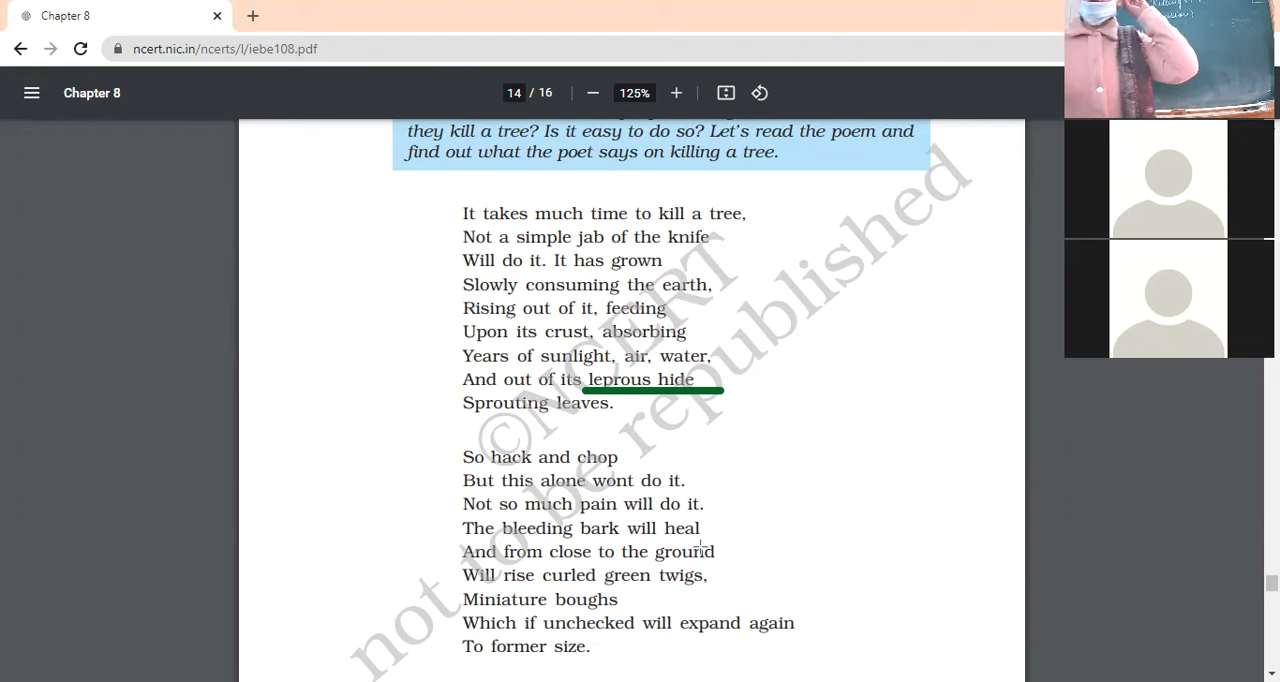 Chapter 8
ncert.nic.in/ncerts/l/iebe108.pdf
Chapter 8
14 / 16
125%
they kill a tree? Is it easy to do so? Let's read the poem and
find out what the poet says on killing a tree.
It takes much time to kill a tree,
Not a simple jab of the knife
Will do it. It has grown
Slowly consuming the earth,
Rising out of it, feeding
Upon its crust, absorbing
Years of sunlight, air, water,
And out of its leprous hide
Sprouting leaves.
So hack and chop
But this alone wont do it.
Not so much pain will do it.
The bleeding bark will heal
And from close to the ground
Will rise curled green twigs,
Miniature boughs
Which if unchecked will expand again
To former size.
©NCERT
not to be republished